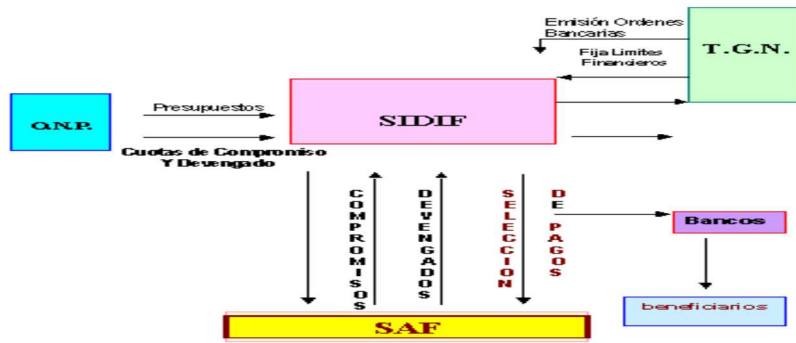 Emisión Ordenes
Bancarias
T.G.N.
Fija Limites
Financieros
Presupuestos
O.N.P.
SIDIF
Cuotas de Compromiso
Y Devengado
COMPROMISOS
DEVENGADOS
SELECCION
DE PAGOS
Bancos
beneficiarios
SAF